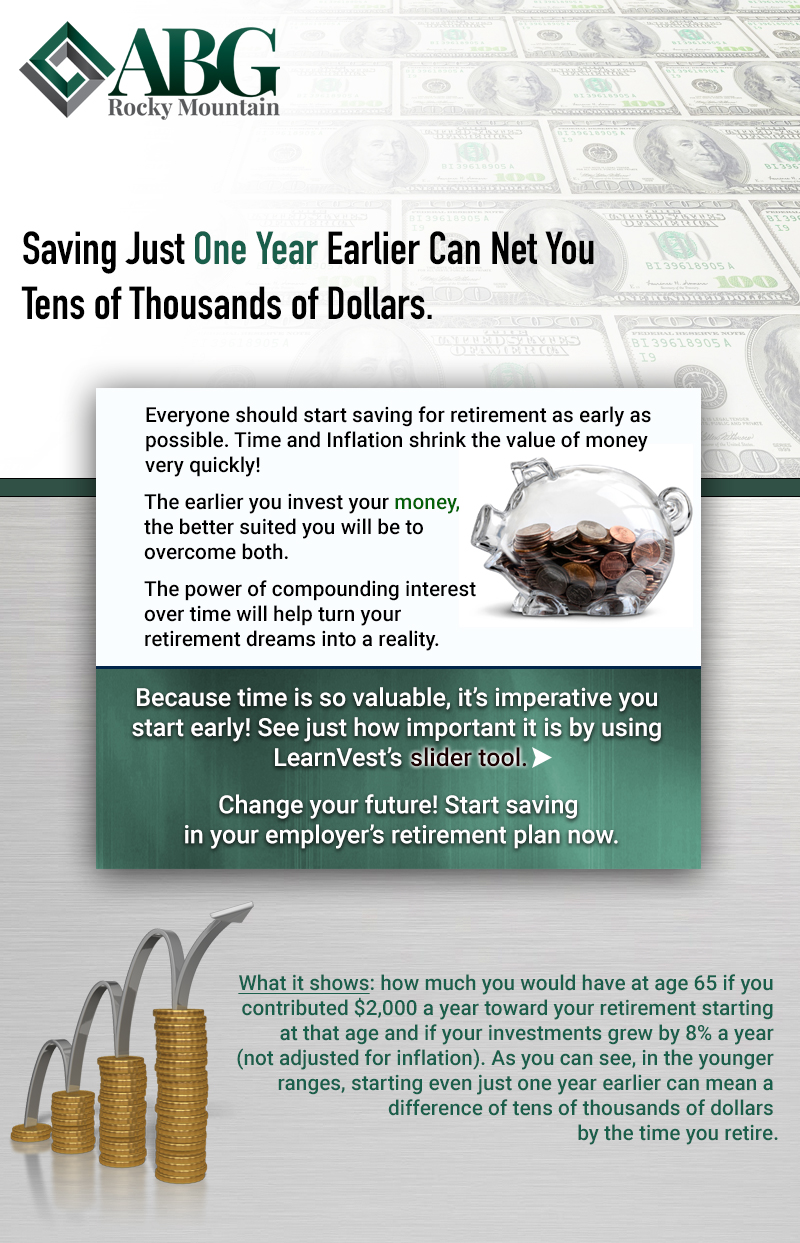 ABG
Rocky Mountain
Saving Just One Year Earlier Can Net You
Tens of Thousands of Dollars.
Everyone should start saving for retirement as early as
possible. Time and Inflation shrink the value of money
very quickly!
The earlier you invest your money,
the better suited you will be to
overcome both.
The power of compounding interest
over time will help turn your
retirement dreams into a reality.
Because time is so valuable, it's imperative you
start early! See just how important it is by using
LearnVest's slider tool.
Change your future! Start saving
in your employer's retirement plan now.
What it shows: how much you would have at age 65 if you
contributed $2,000 a year toward your retirement starting
at that age and if your investments grew by 8% a year
(not adjusted for inflation). As you can see, in the younger
ranges, starting even just one year earlier can mean a
difference of tens of thousands of dollars
by the time you retire.